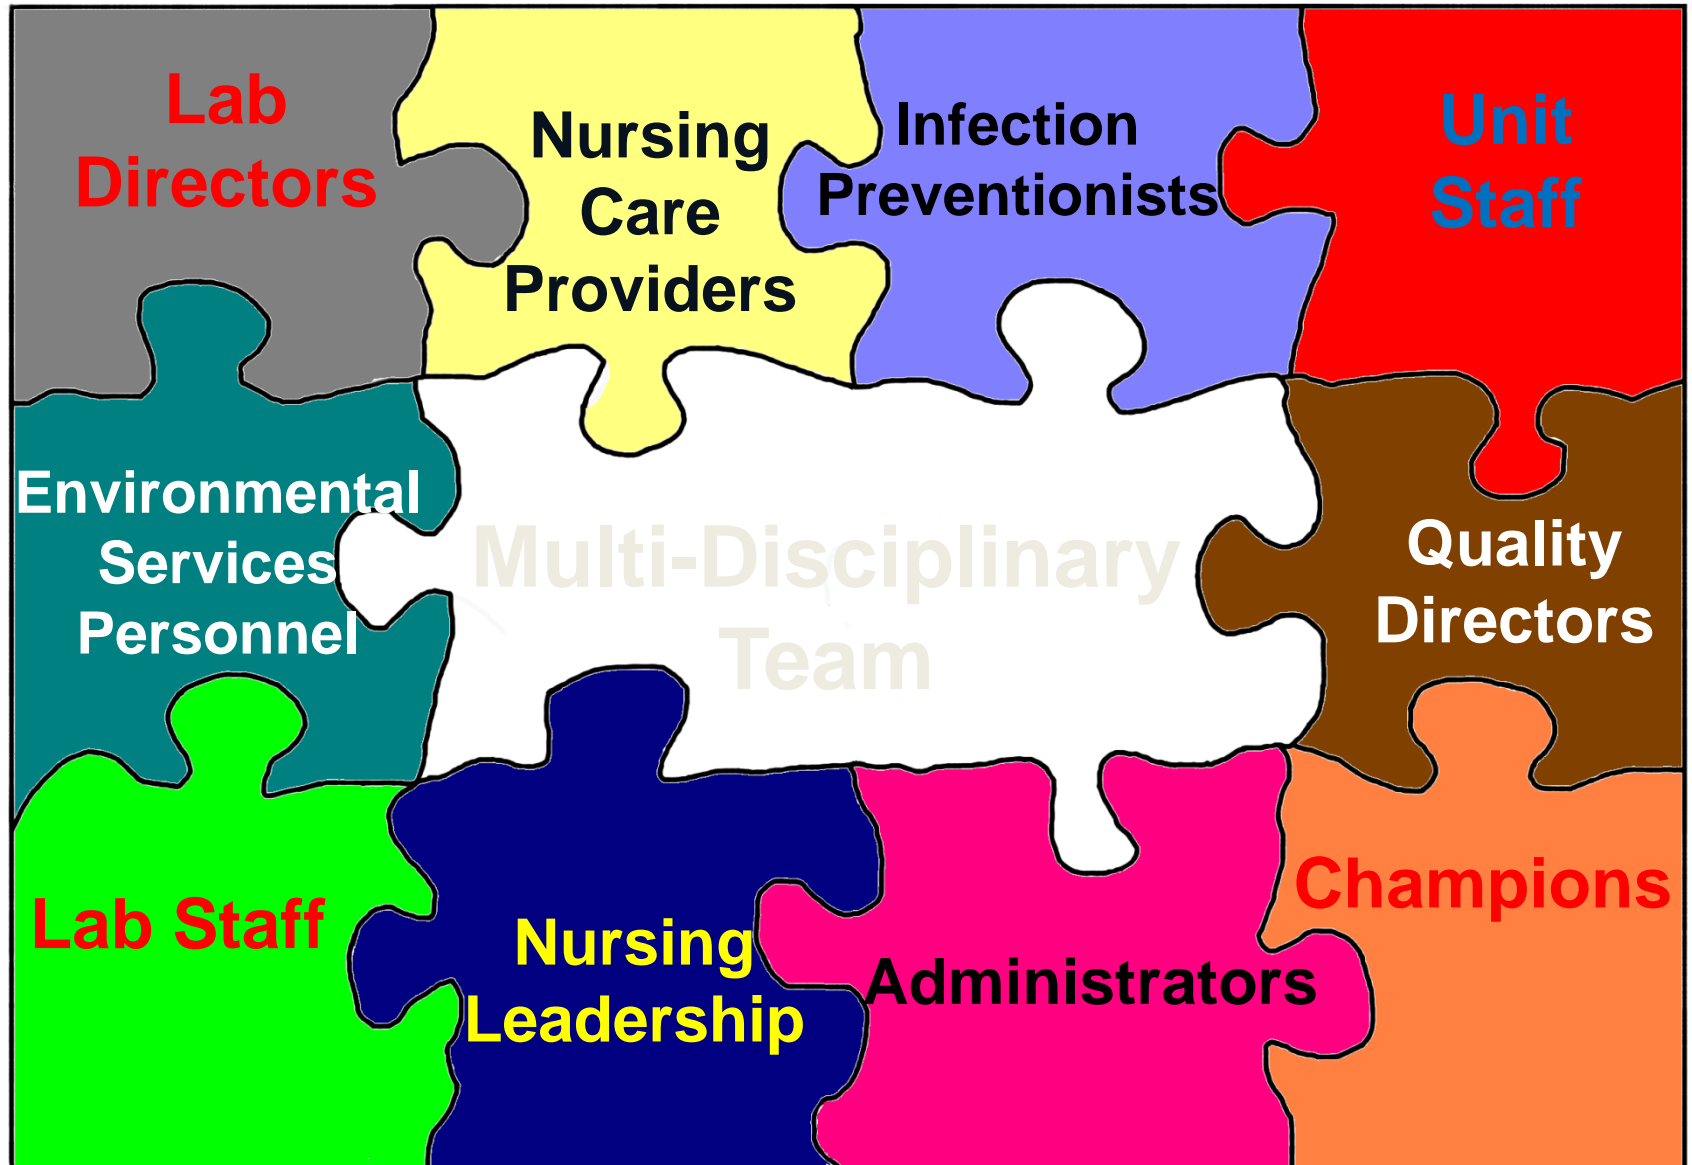 Lab
Directors
Nursing
Care
Providers
Infection
Preventionists
Unit
Staff
Environmental
Services
Personnel
Multi-Disciplinary
Team
Quality
Directors
Lab Staff
Nursing
Leadership
Administrators
Champions